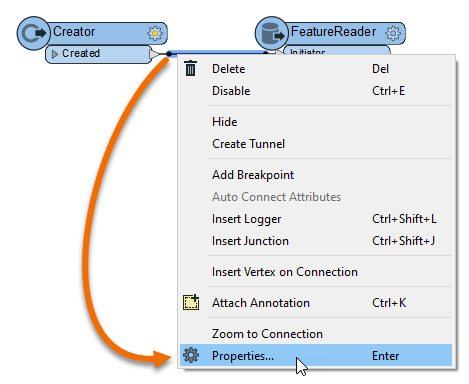 Creator FeatureReader
Created Initiator
Delete Del
Disable Ctrl+E
Hide
Create Tunnel
Add Breakpoint
Auto Connect Attributes
Insert Logger Ctrl+Shift+L
Insert Junction Ctrl+Shift+J
Insert Vertex on Connection
Attach Annotation Ctrl+K
Zoom to Connection
Properties... Enter